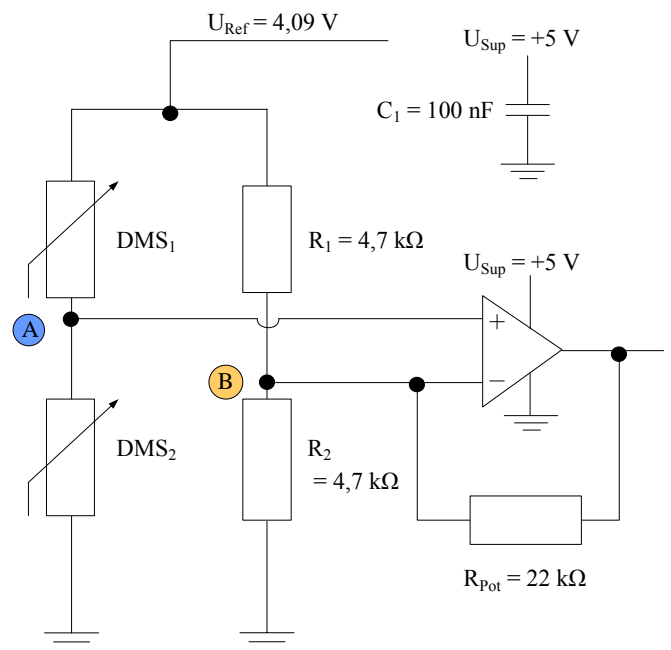 U_Ref = 4,09 V
U_Sup = +5 V
C_1 = 100 nF
DMS_1
R_1 = 4,7 kΩ
U_Sup = +5 V
A
+
B
−
DMS_2
R_2
= 4,7 kΩ
R_Pot = 22 kΩ